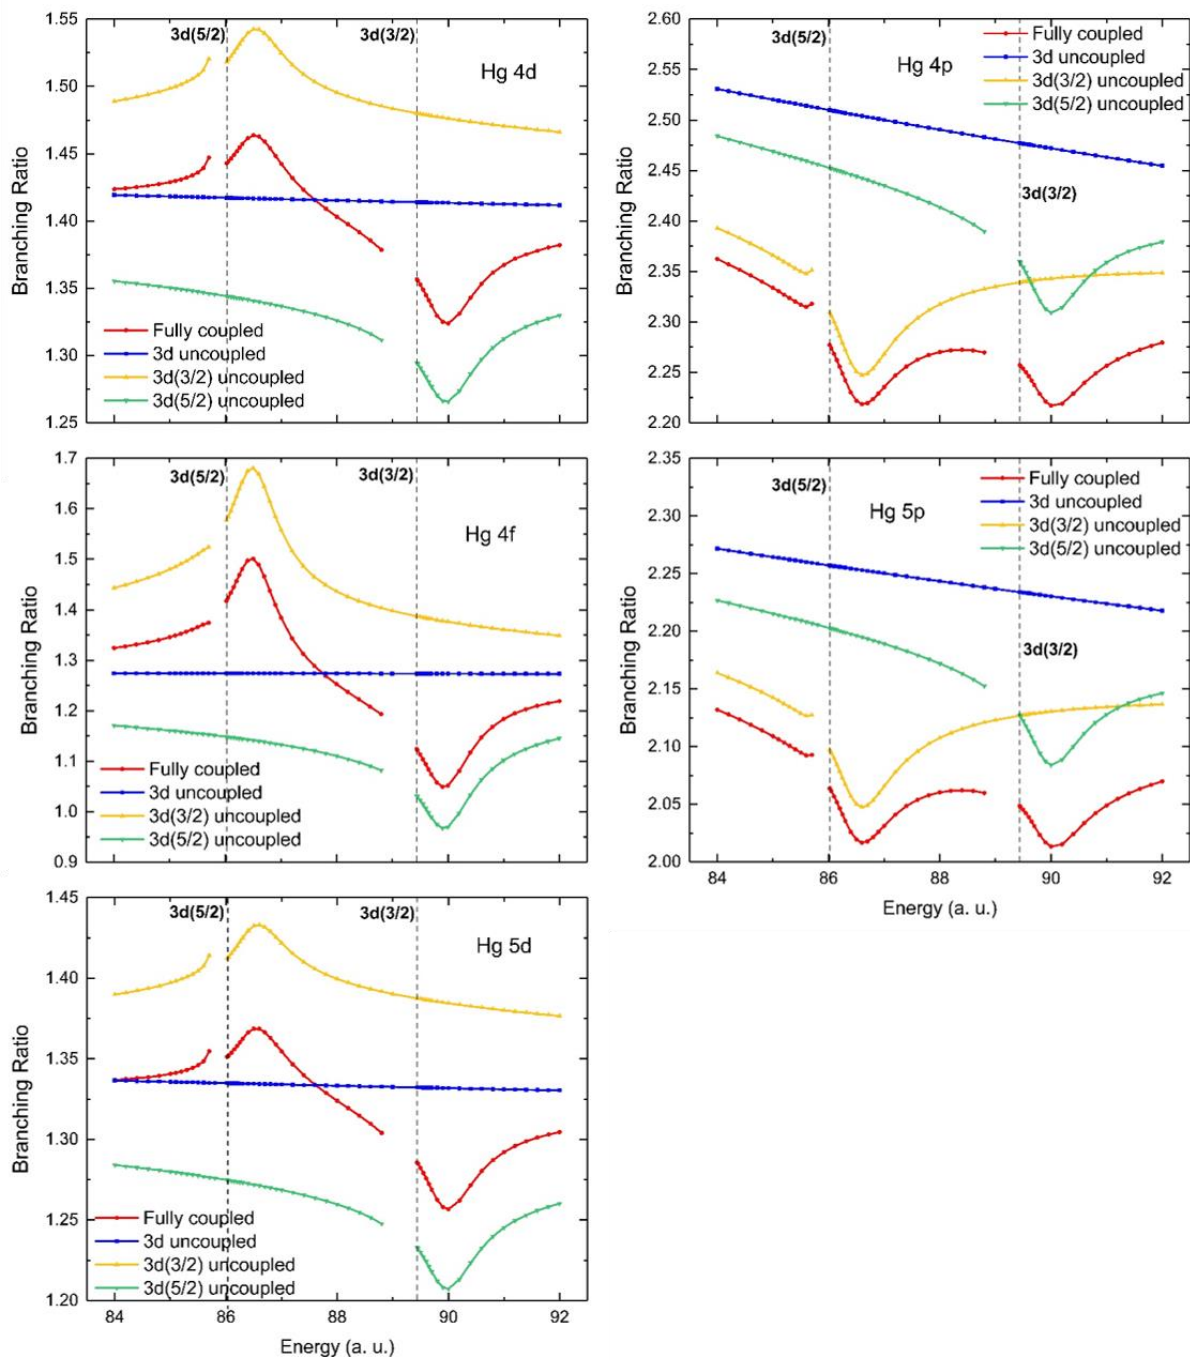 3d(5/2)
3d(3/2)
Hg 4d
1.55
1.50
1.45
1.40
1.35
1.30
1.25
Branching Ratio
Fully coupled
3d uncoupled
3d(3/2) uncoupled
3d(5/2) uncoupled
3d(5/2)
Hg 4p
Fully coupled
3d uncoupled
3d(3/2) uncoupled
3d(5/2) uncoupled
3d(3/2)
2.60
2.55
2.50
2.45
2.40
2.35
2.30
2.25
2.20
Branching Ratio
3d(5/2)
3d(3/2)
Hg 4f
1.7
1.6
1.5
1.4
1.3
1.2
1.1
1.0
0.9
Branching Ratio
Fully coupled
3d uncoupled
3d(3/2) uncoupled
3d(5/2) uncoupled
3d(5/2)
Hg 5p
Fully coupled
3d uncoupled
3d(3/2) uncoupled
3d(5/2) uncoupled
3d(3/2)
2.35
2.30
2.25
2.20
2.15
2.10
2.05
2.00
Branching Ratio
84 86 88 90 92
Energy (a. u.)
3d(5/2)
3d(3/2)
Hg 5d
1.45
1.40
1.35
1.30
1.25
1.20
Branching Ratio
Fully coupled
3d uncoupled
3d(3/2) uncoupled
3d(5/2) uncoupled
84 86 88 90 92
Energy (a. u.)